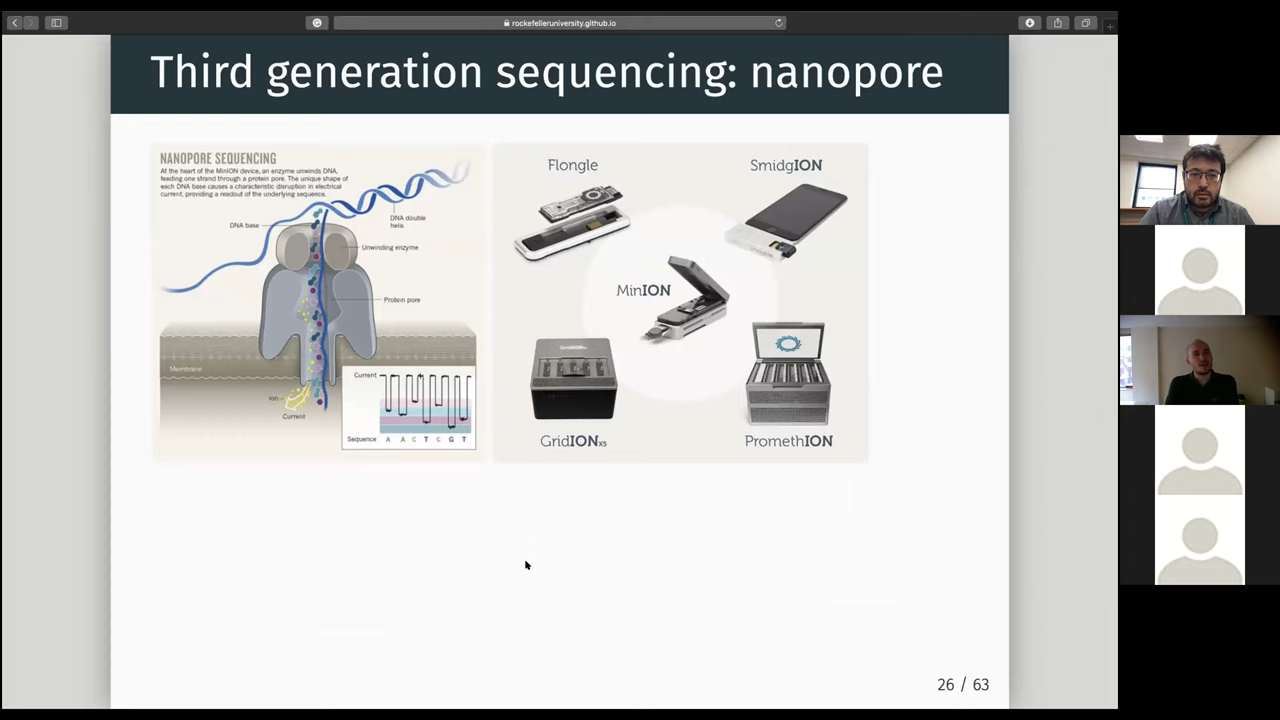 rockefelleruniversity.github.io
Third generation sequencing: nanopore
NANOPORE SEQUENCING
At the heart of the MinION device, an enzyme unwinds DNA,
feeding one strand through a protein pore. The unique shape of
each DNA base causes a characteristic disruption in electrical
current, providing a readout of the underlying sequence.
DNA base
DNA double
helix
Unwinding enzyme
Protein pore
Membrane
Ion
Current
Current
Sequence A A C T C G T
Flongle
SmidgION
MinION
GridIONx5
PromethION
26 / 63